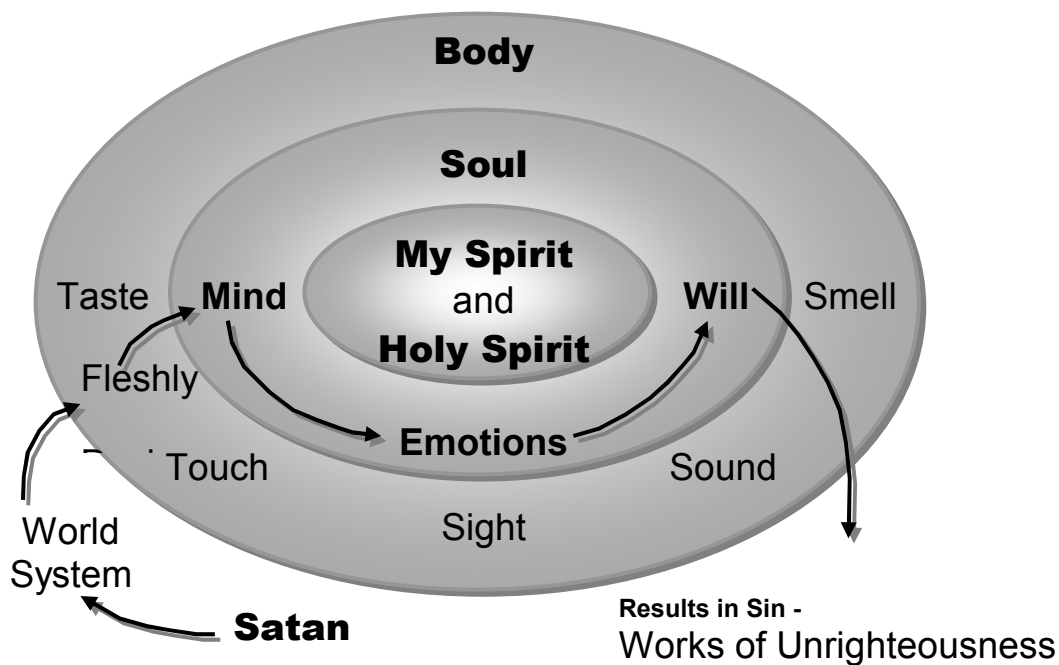 Body
Soul
My Spirit
and
Holy Spirit
Taste
Mind
Will
Smell
Fleshly
Emotions
Touch
Sound
Sight
World
System
Satan
Results in Sin -
Works of Unrighteousness